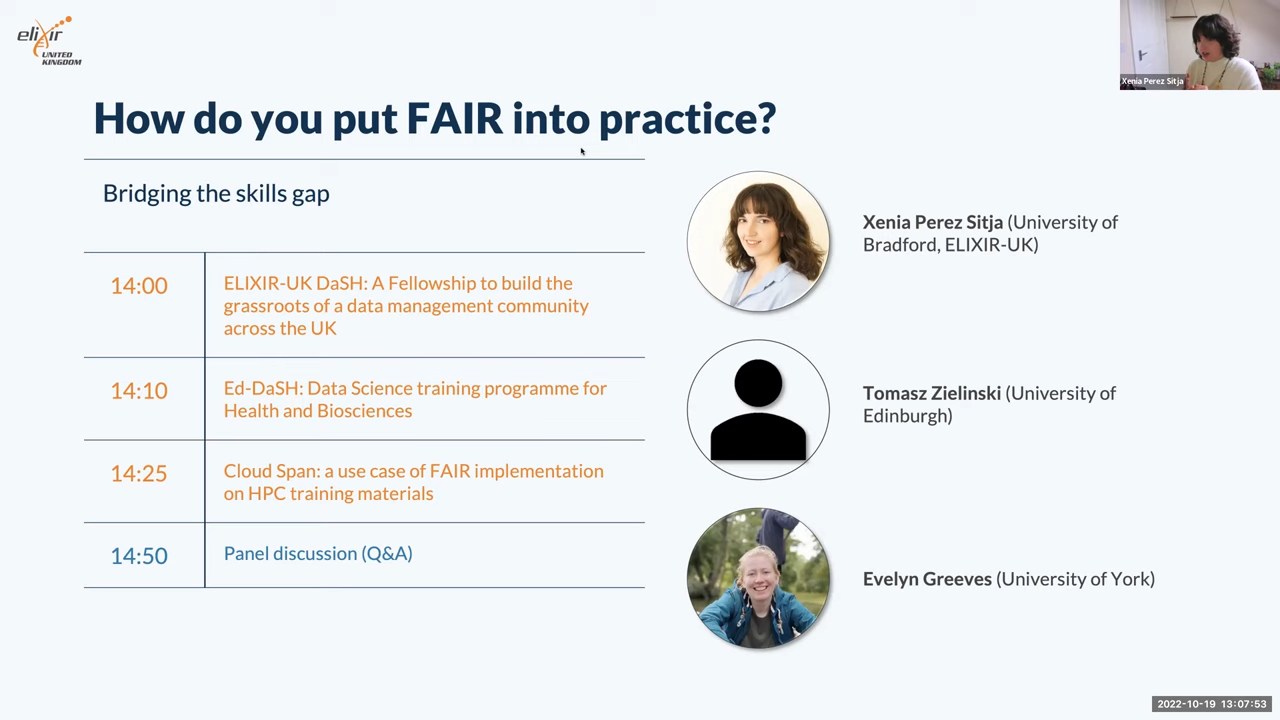 elixir
UNITED
KINGDOM
Xenia Perez Sitja
How do you put FAIR into practice?
Bridging the skills gap
14:00
ELIXIR-UK DaSH: A Fellowship to build the
grassroots of a data management community
across the UK
14:10
Ed-DaSH: Data Science training programme for
Health and Biosciences
14:25
Cloud Span: a use case of FAIR implementation
on HPC training materials
14:50
Panel discussion (Q&A)
Xenia Perez Sitja (University of
Bradford, ELIXIR-UK)
Tomasz Zielinski (University of
Edinburgh)
Evelyn Greeves (University of York)
2022-10-19 13:07:53